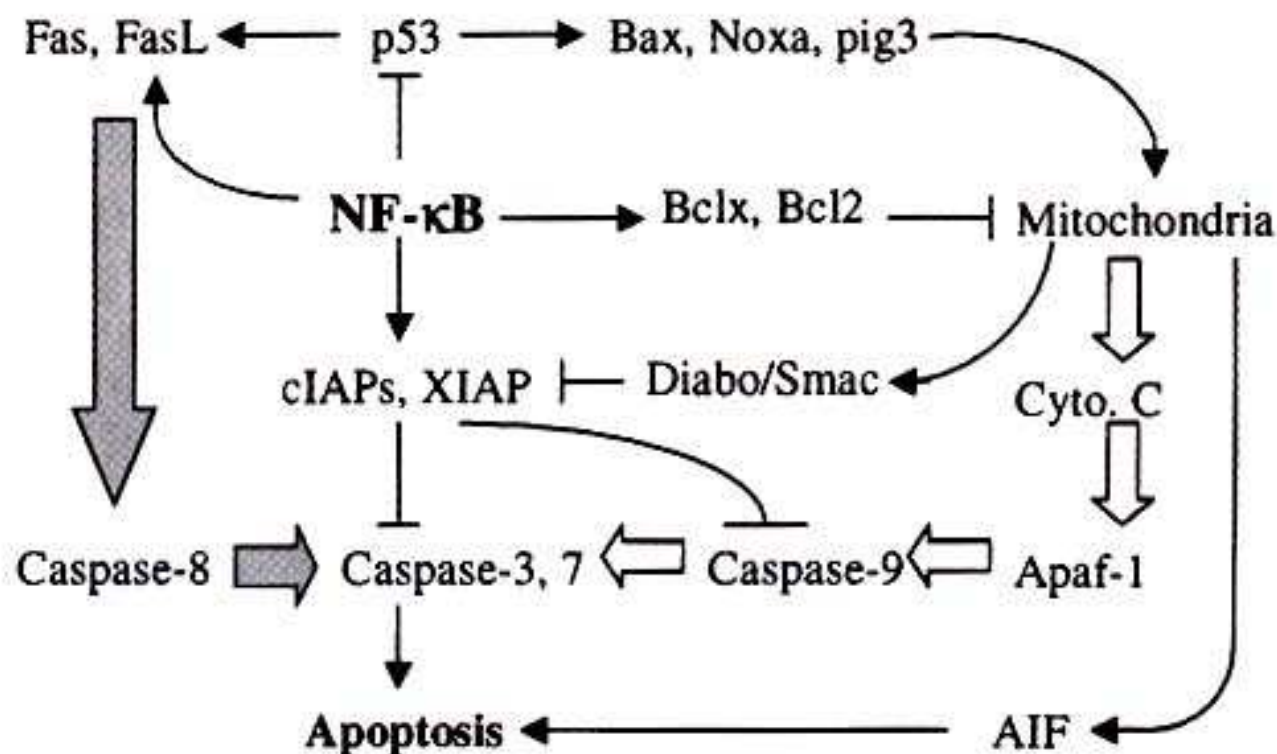 Fas, FasL p53 Bax, Noxa, pig3
NF-κB Bclx, Bcl2 Mitochondria
cIAPs, XIAP Diabo/Smac Cyto. C
Caspase-8 Caspase-3, 7 Caspase-9 Apaf-1
Apoptosis AIF